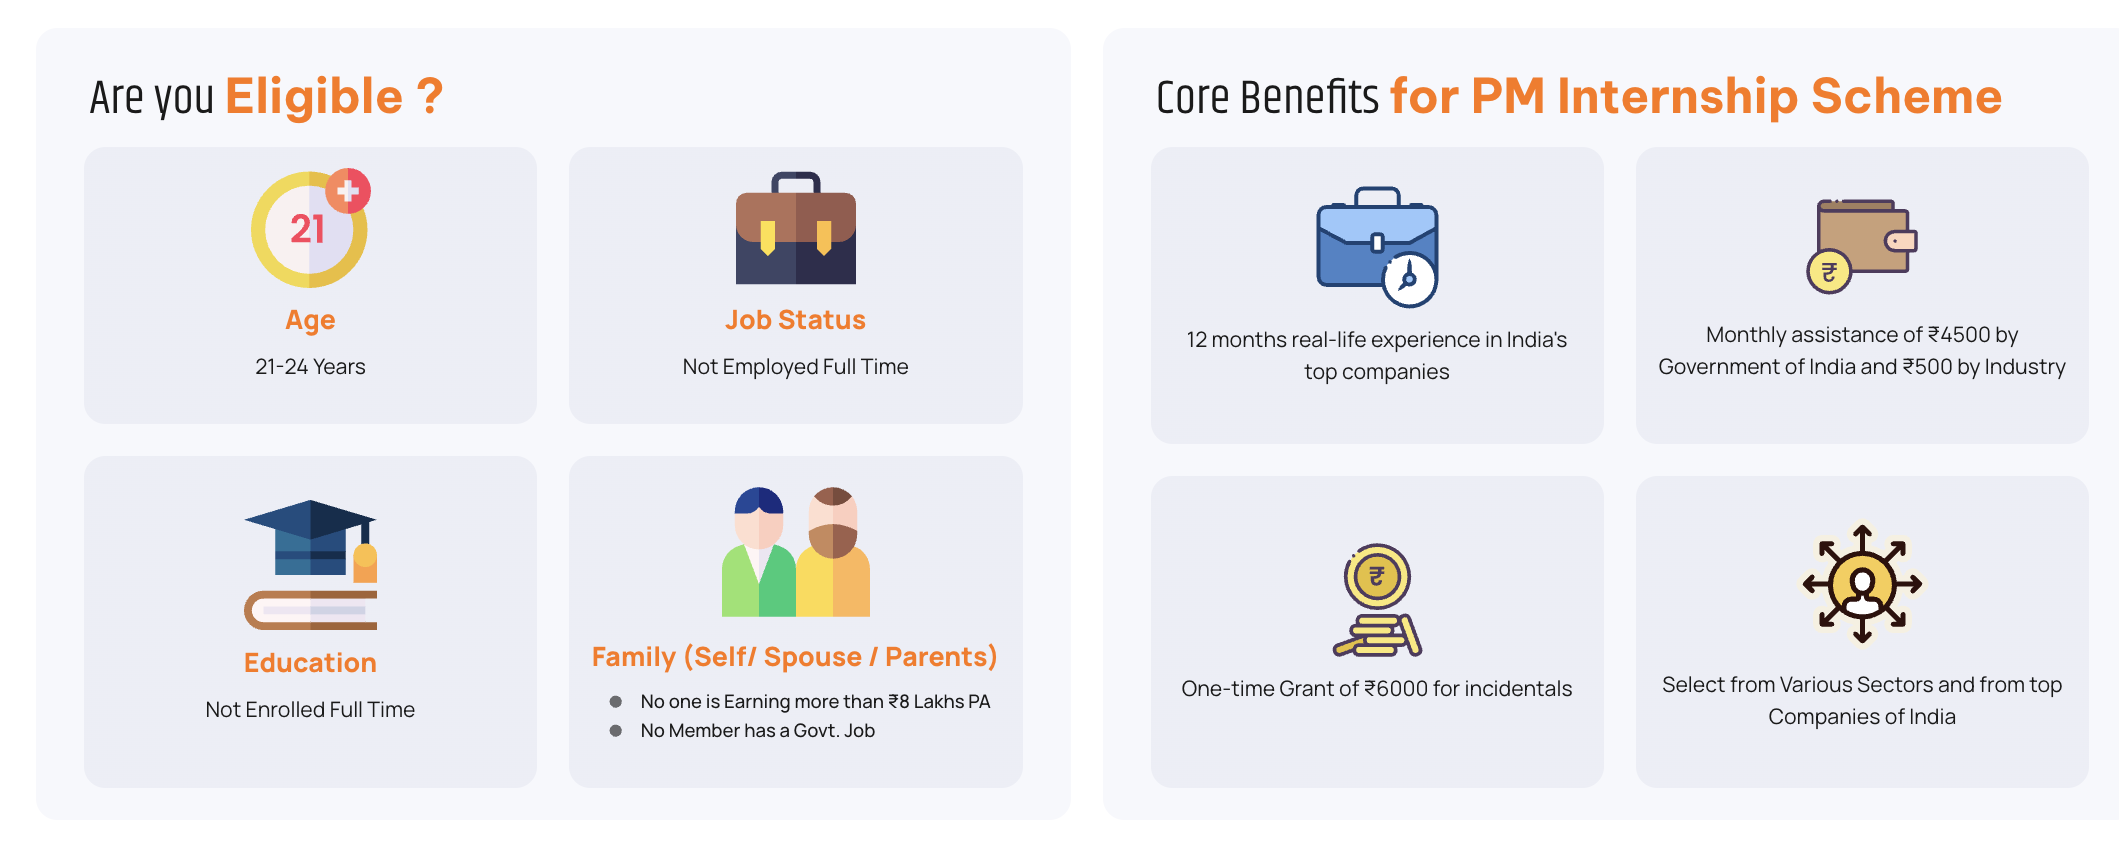 Are you Eligible ?
21
Age
21-24 Years
Job Status
Not Employed Full Time
Education
Not Enrolled Full Time
Family (Self/ Spouse / Parents)
No one is Earning more than ₹8 Lakhs PA
No Member has a Govt. Job
Core Benefits for PM Internship Scheme
12 months real-life experience in India's
top companies
₹
Monthly assistance of ₹4500 by
Government of India and ₹500 by Industry
₹
One-time Grant of ₹6000 for incidentals
Select from Various Sectors and from top
Companies of India